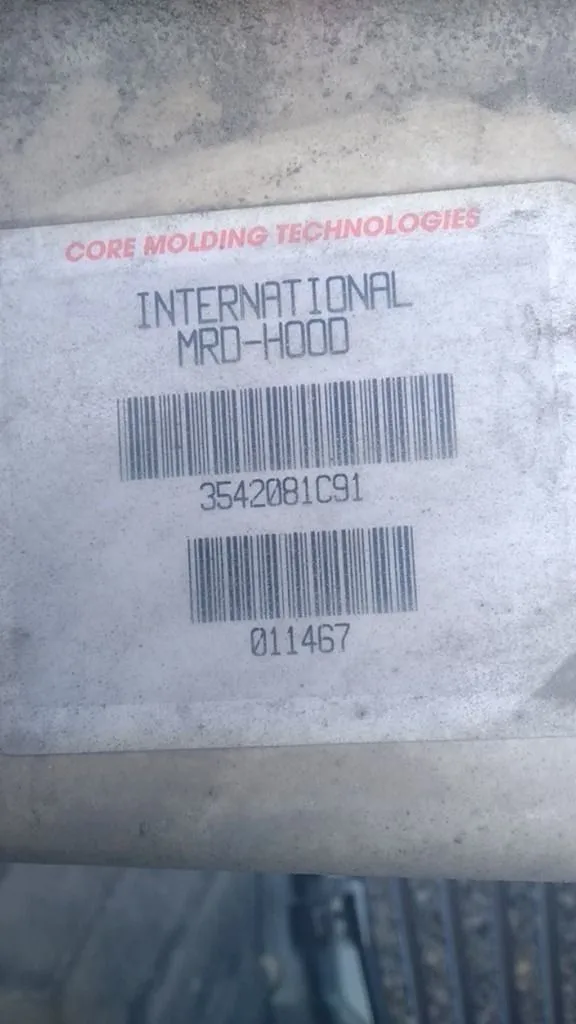 CORE MOLDING TECHNOLOGIES
INTERNATIONAL
MRD-HOOD
3542081C91
011467